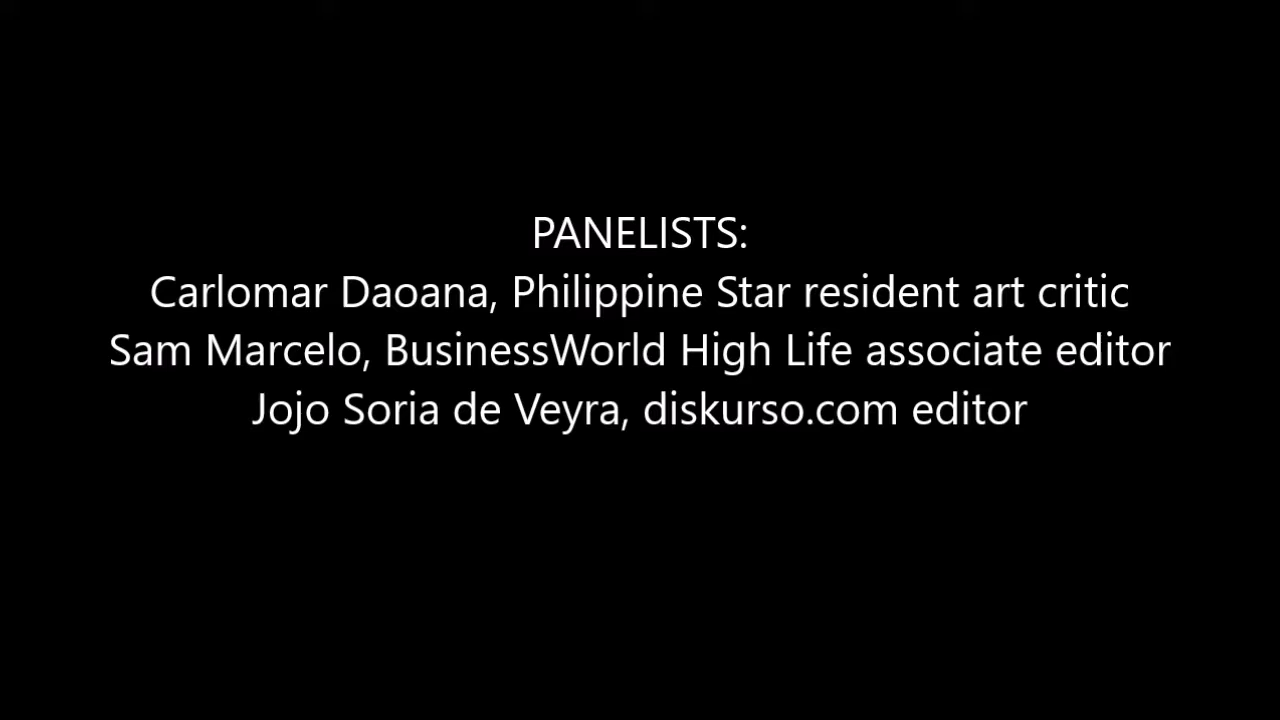 PANELISTS:
Carlomar Daoana, Philippine Star resident art critic
Sam Marcelo, BusinessWorld High Life associate editor
Jojo Soria de Veyra, diskurso.com editor